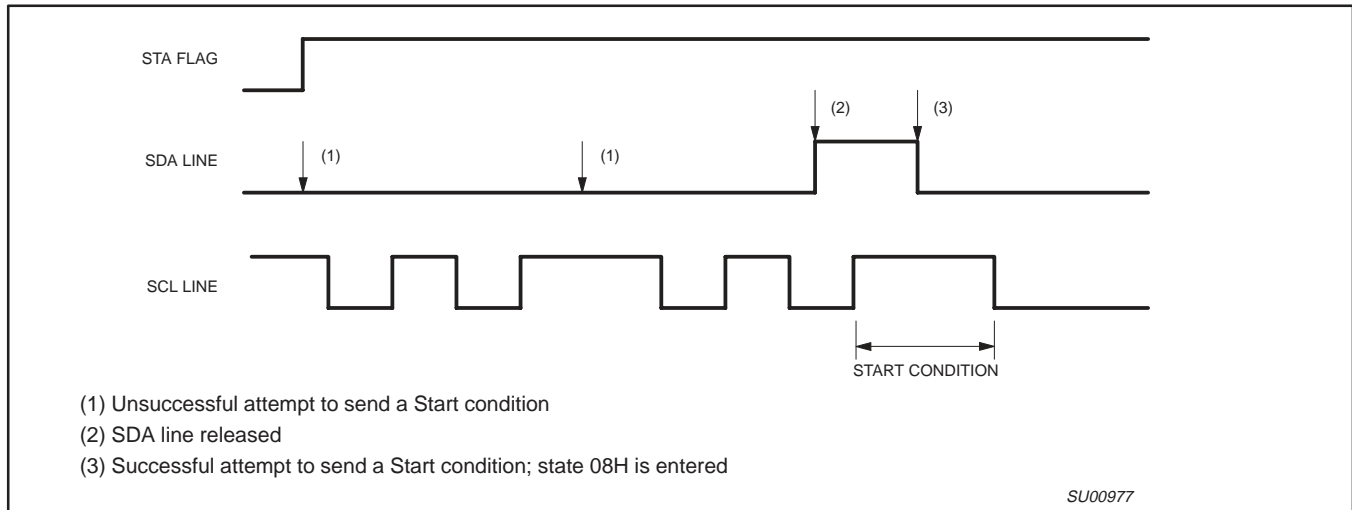 STA FLAG
(2) (3)
SDA LINE (1) (1)
SCL LINE
START CONDITION
(1) Unsuccessful attempt to send a Start condition
(2) SDA line released
(3) Successful attempt to send a Start condition; state 08H is entered
SU00977